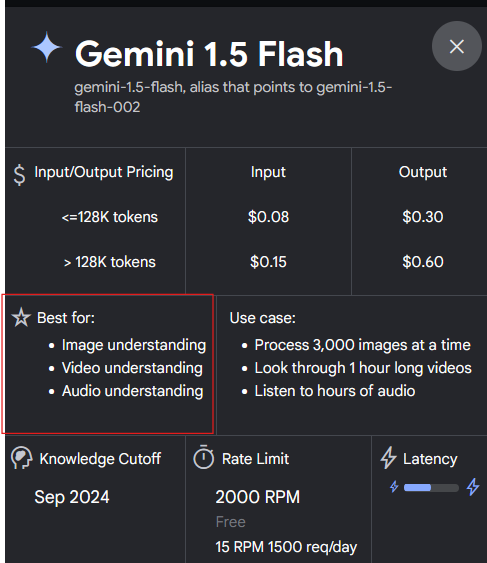 Gemini 1.5 Flash
gemini-1.5-flash, alias that points to gemini-1.5-
flash-002
Input/Output Pricing Input Output
<=128K tokens $0.08 $0.30
> 128K tokens $0.15 $0.60
Best for:
• Image understanding
• Video understanding
• Audio understanding
Use case:
• Process 3,000 images at a time
• Look through 1 hour long videos
• Listen to hours of audio
Knowledge Cutoff
Sep 2024
Rate Limit
2000 RPM
Free
15 RPM 1500 req/day
Latency